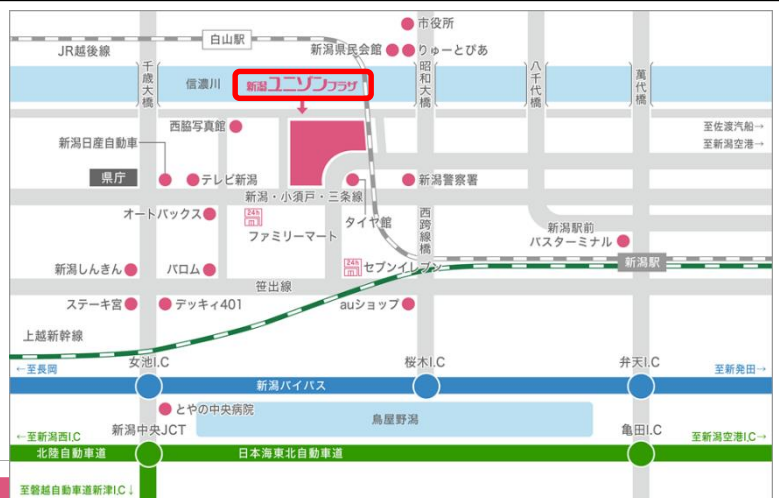 市役所
白山駅
JR越後線
新潟県民会館
りゅーとぴあ
千歳大橋
信濃川
新潟ユニゾンプラザ
昭和大橋
八千代橋
萬代橋
西脇写真館
至佐渡汽船→
至新潟空港→
新潟日産自動車
県庁
テレビ新潟
新潟警察署
新潟・小須戸・三条線
オートバックス
24h
ファミリーマート
タイヤ館
西跨線橋
新潟駅前
バスターミナル
新潟駅
新潟しんきん
バロム
24h
セブンイレブン
笹出線
ステーキ宮
デッキィ401
auショップ
上越新幹線
女池I.C
桜木I.C
弁天I.C
←至長岡
新潟バイパス
至新発田→
とやの中央病院
鳥屋野潟
新潟中央JCT
亀田I.C
←至新潟西I.C
至新潟空港I.C→
北陸自動車道
日本海東北自動車道
至磐越自動車道新津I.C↓